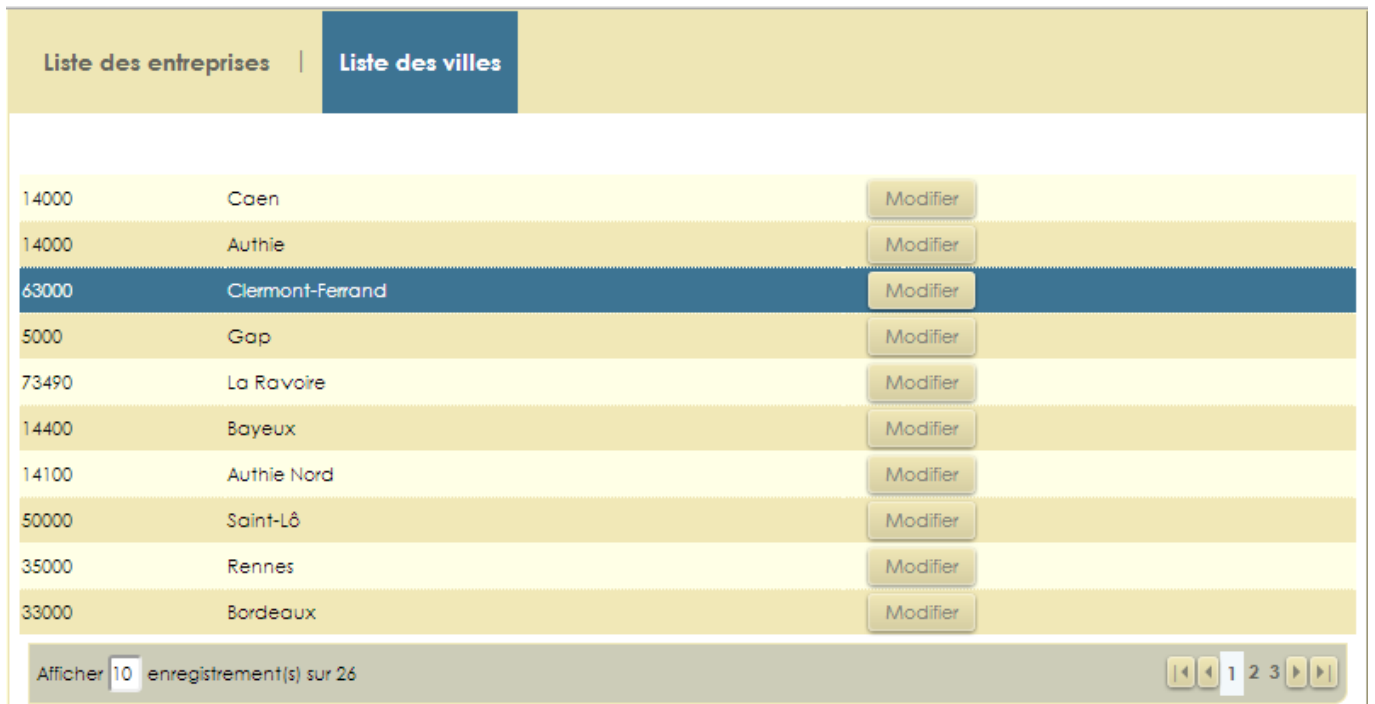 Liste des entreprises | Liste des villes
14000 Caen Modifier
14000 Authie Modifier
63000 Clermont-Ferrand Modifier
5000 Gap Modifier
73490 La Ravoire Modifier
14400 Bayeux Modifier
14100 Authie Nord Modifier
50000 Saint-Lô Modifier
35000 Rennes Modifier
33000 Bordeaux Modifier
Afficher 10 enregistrement(s) sur 26 1 2 3